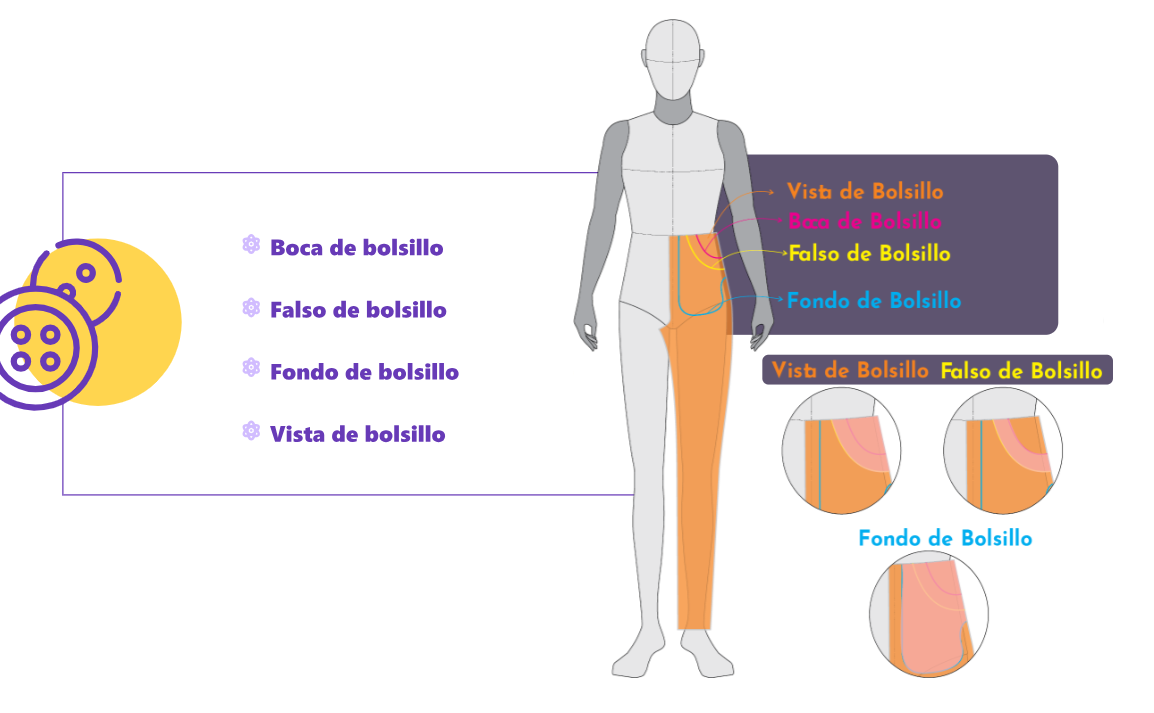 Boca de bolsillo
Falso de bolsillo
Fondo de bolsillo
Vista de bolsillo
Vista de Bolsillo
Boca de Bolsillo
Falso de Bolsillo
Fondo de Bolsillo
Vista de Bolsillo Falso de Bolsillo
Fondo de Bolsillo